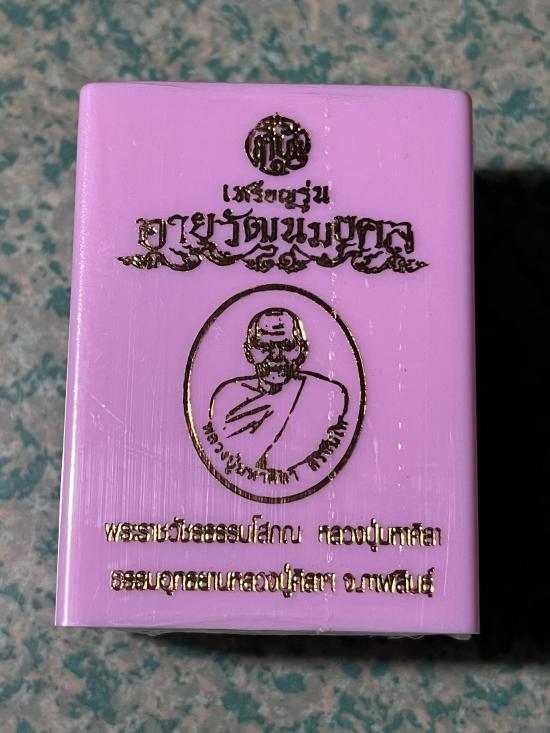 เหรียญรุ่น
อายุวัฒนมงคล
หลวงปู่มหาศิลา สิริจันโท
พระราชวัชรธรรมโสภณ หลวงปู่มหาศิลา
ธรรมอุทธยานหลวงปู่ศิลาฯ จ.กาฬสินธุ์